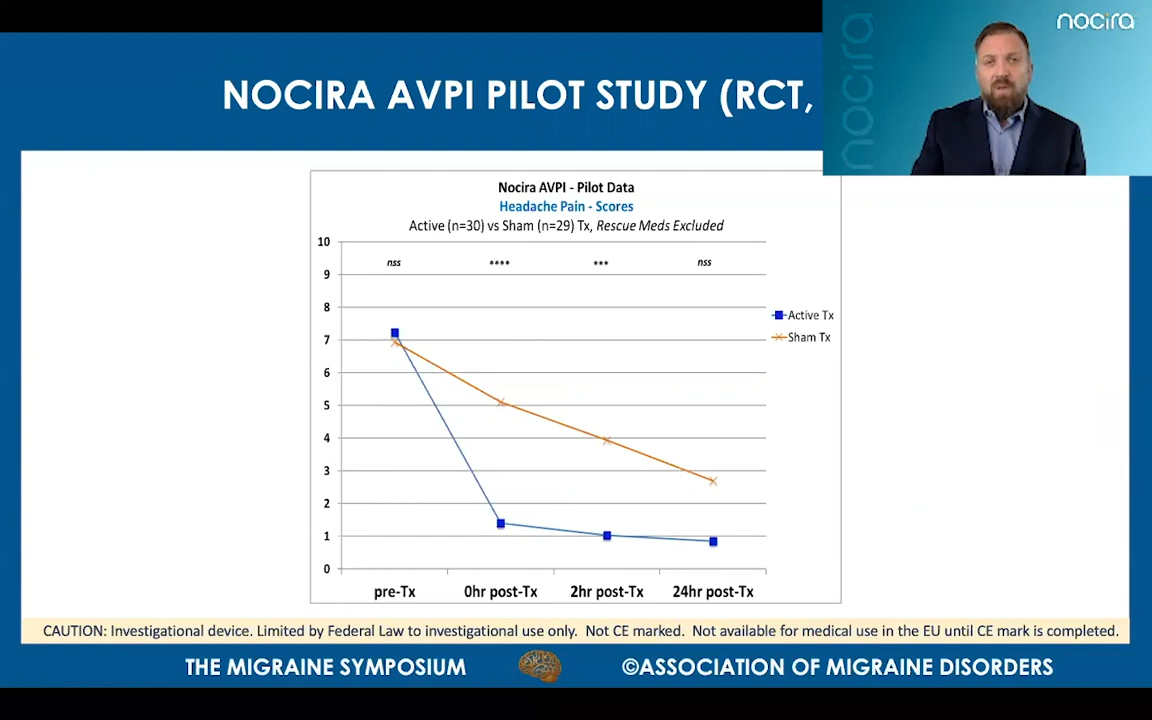 nocira
nocira
NOCIRA AVPI PILOT STUDY (RCT,
Nocira AVPI - Pilot Data
Headache Pain - Scores
Active (n=30) vs Sham (n=29) Tx, Rescue Meds Excluded
10
nss
****
***
nss
9
8
Active Tx
7
Sham Tx
6
5
4
3
2
1
0
pre-Tx
0hr post-Tx
2hr post-Tx
24hr post-Tx
CAUTION: Investigational device. Limited by Federal Law to investigational use only. Not CE marked. Not available for medical use in the EU until CE mark is completed.
THE MIGRAINE SYMPOSIUM
©ASSOCIATION OF MIGRAINE DISORDERS